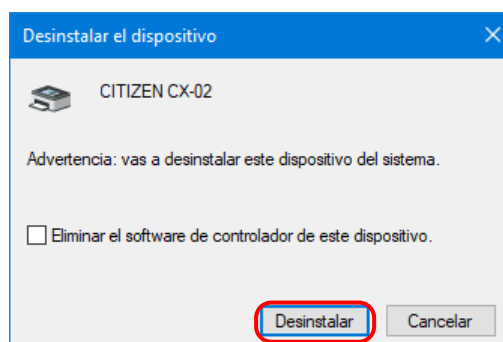 Desinstalar el dispositivo
CITIZEN CX-02
Advertencia: vas a desinstalar este dispositivo del sistema.
Eliminar el software de controlador de este dispositivo.
Desinstalar
Cancelar